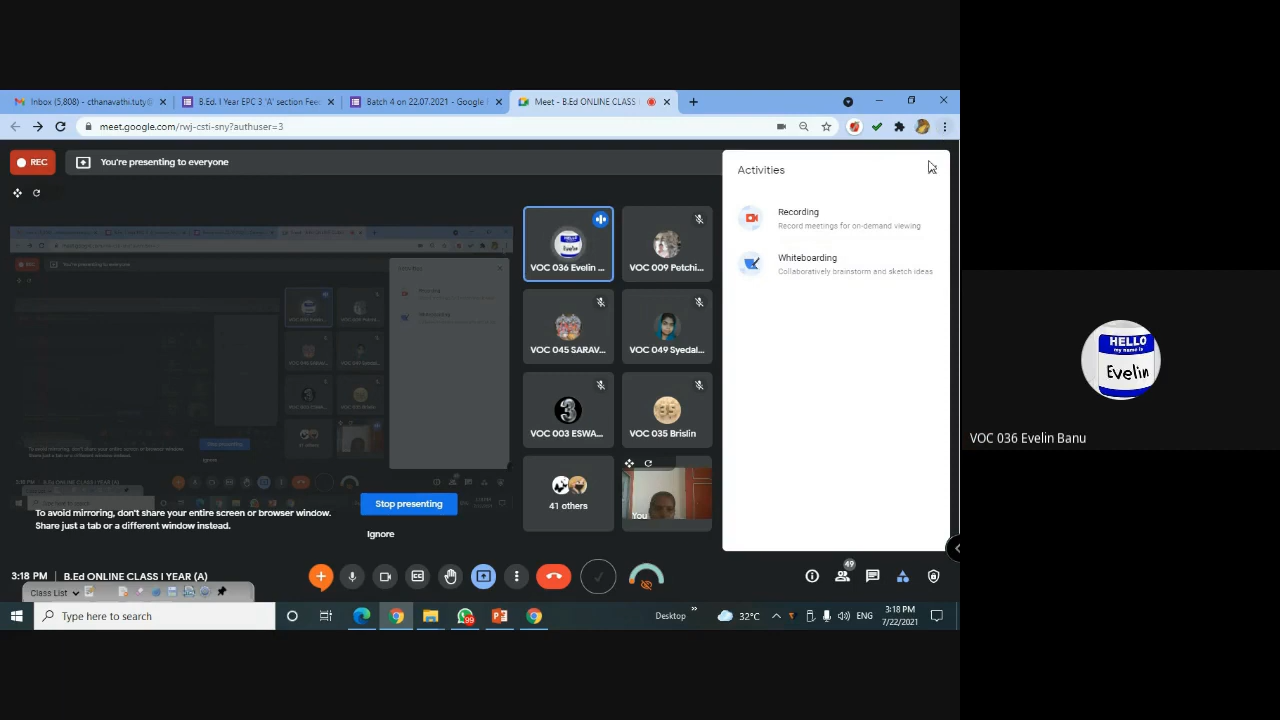 Inbox (5,808) - cthanavathi.tuty@
B.Ed. I Year EPC 3 'A' section Fee
Batch 4 on 22.07.2021 - Google
Meet - B.Ed ONLINE CLASS
meet.google.com/rwj-csti-sny?authuser=3
REC
You're presenting to everyone
Activities
Recording
Record meetings for on-demand viewing
Whiteboarding
Collaboratively brainstorm and sketch ideas
VOC 036 Evelin ...
VOC 009 Petchi...
VOC 045 SARAV...
VOC 049 Syedal...
VOC 003 ESWA...
VOC 035 Brislin
41 others
You
HELLO
my name is
Evelin
VOC 036 Evelin Banu
To avoid mirroring, don't share your entire screen or browser window.
Share just a tab or a different window instead.
Stop presenting
Ignore
3:18 PM
B.Ed ONLINE CLASS I YEAR (A)
49
Class List
Type here to search
99
Desktop
32°C
ENG
3:18 PM
7/22/2021